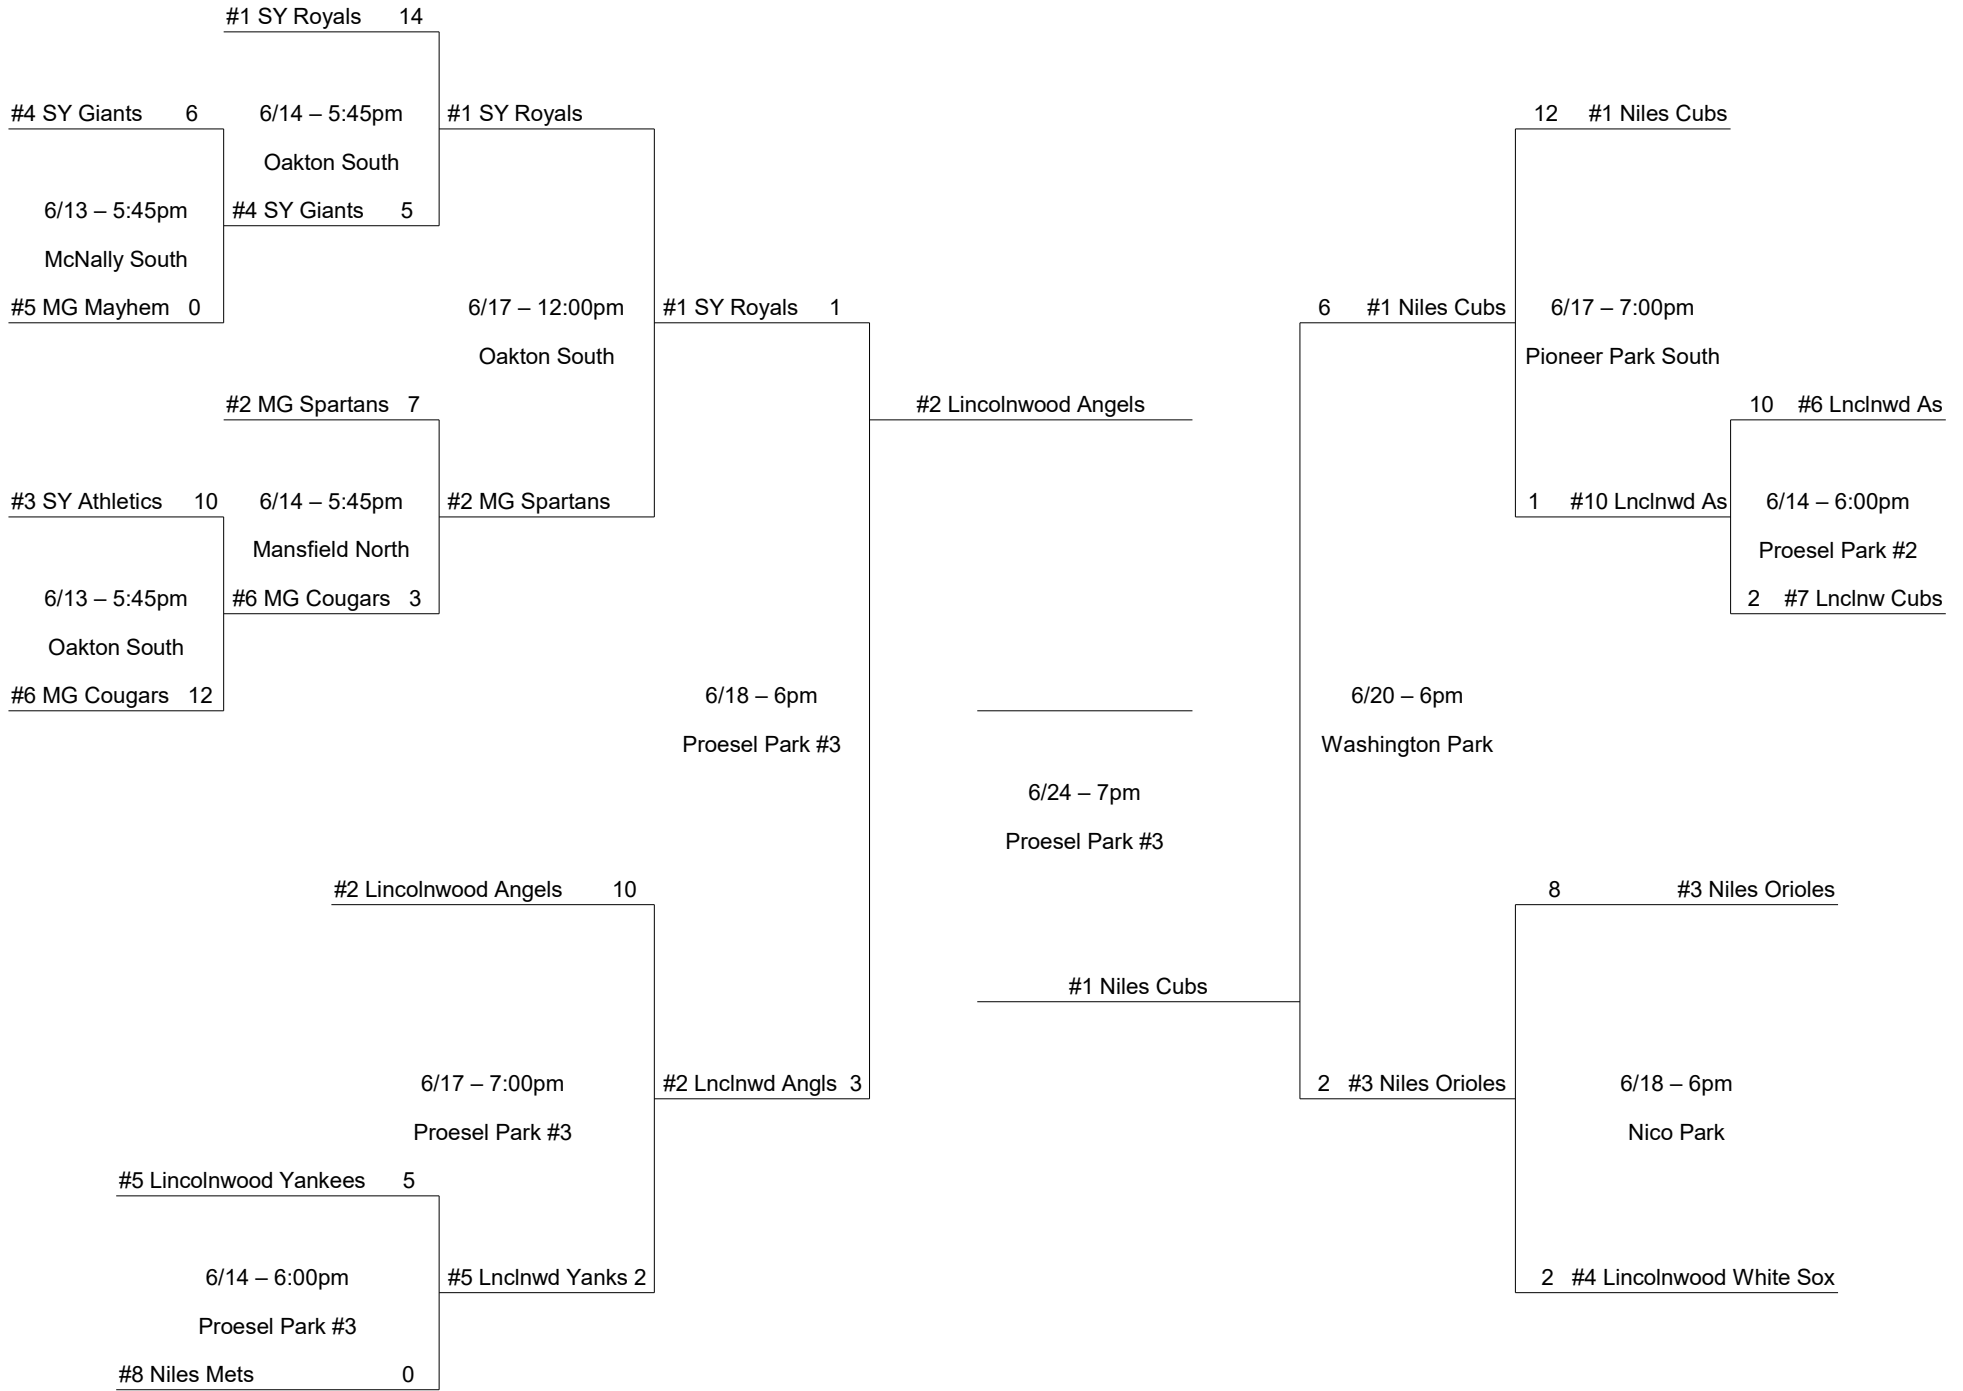 #1 SY Royals 14
#4 SY Giants 6
6/14 – 5:45pm
#1 SY Royals
12 #1 Niles Cubs
Oakton South
6/13 – 5:45pm
#4 SY Giants 5
McNally South
#5 MG Mayhem 0
6/17 – 12:00pm
#1 SY Royals 1
6 #1 Niles Cubs
6/17 – 7:00pm
Oakton South
Pioneer Park South
#2 MG Spartans 7
#2 Lincolnwood Angels
10 #6 Lnclnwd As
#3 SY Athletics 10
6/14 – 5:45pm
#2 MG Spartans
1 #10 Lnclnwd As
6/14 – 6:00pm
Mansfield North
Proesel Park #2
6/13 – 5:45pm
#6 MG Cougars 3
2 #7 Lnclnw Cubs
Oakton South
#6 MG Cougars 12
6/18 – 6pm
6/20 – 6pm
Proesel Park #3
Washington Park
6/24 – 7pm
Proesel Park #3
#2 Lincolnwood Angels 10
8 #3 Niles Orioles
#1 Niles Cubs
6/17 – 7:00pm
#2 Lnclnwd Angls 3
2 #3 Niles Orioles
6/18 – 6pm
Proesel Park #3
Nico Park
#5 Lincolnwood Yankees 5
6/14 – 6:00pm
#5 Lnclnwd Yanks 2
2 #4 Lincolnwood White Sox
Proesel Park #3
#8 Niles Mets 0